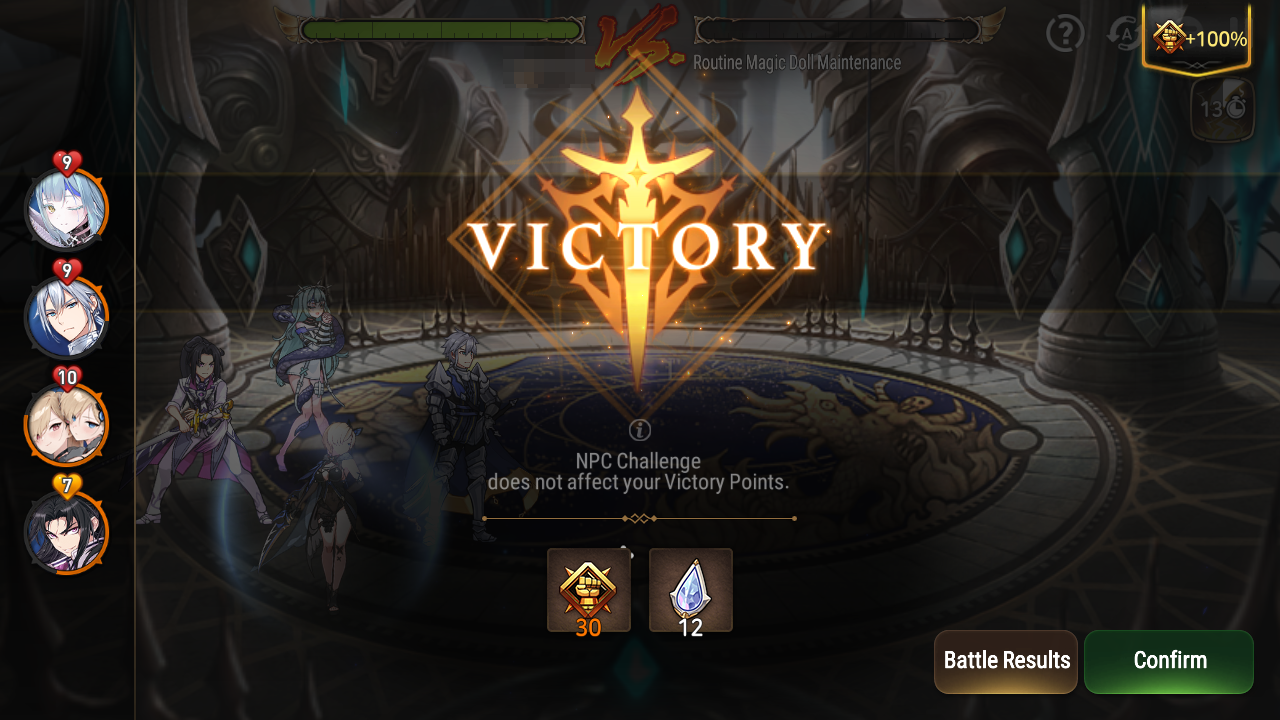 VS.
Routine Magic Doll Maintenance
?
A
+100%
13
9
9
10
7
VICTORY
i
NPC Challenge
does not affect your Victory Points.
30
12
Battle Results
Confirm